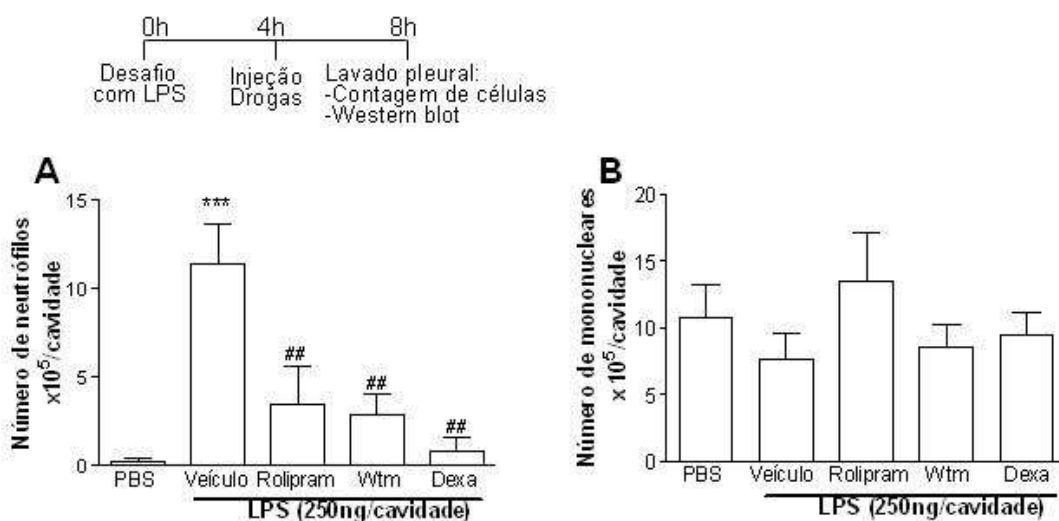 0h 4h 8h
Desafio com LPS
Injeção Drogas
Lavado pleural:
-Contagem de células
-Western blot
A
Número de neutrófilos
x10⁵/cavidade
15
10
5
0
***
##
##
##
PBS Veículo Rolipram Wtm Dexa
LPS (250ng/cavidade)
B
Número de mononucleares
x 10⁵/cavidade
20
15
10
5
0
PBS Veículo Rolipram Wtm Dexa
LPS (250ng/cavidade)